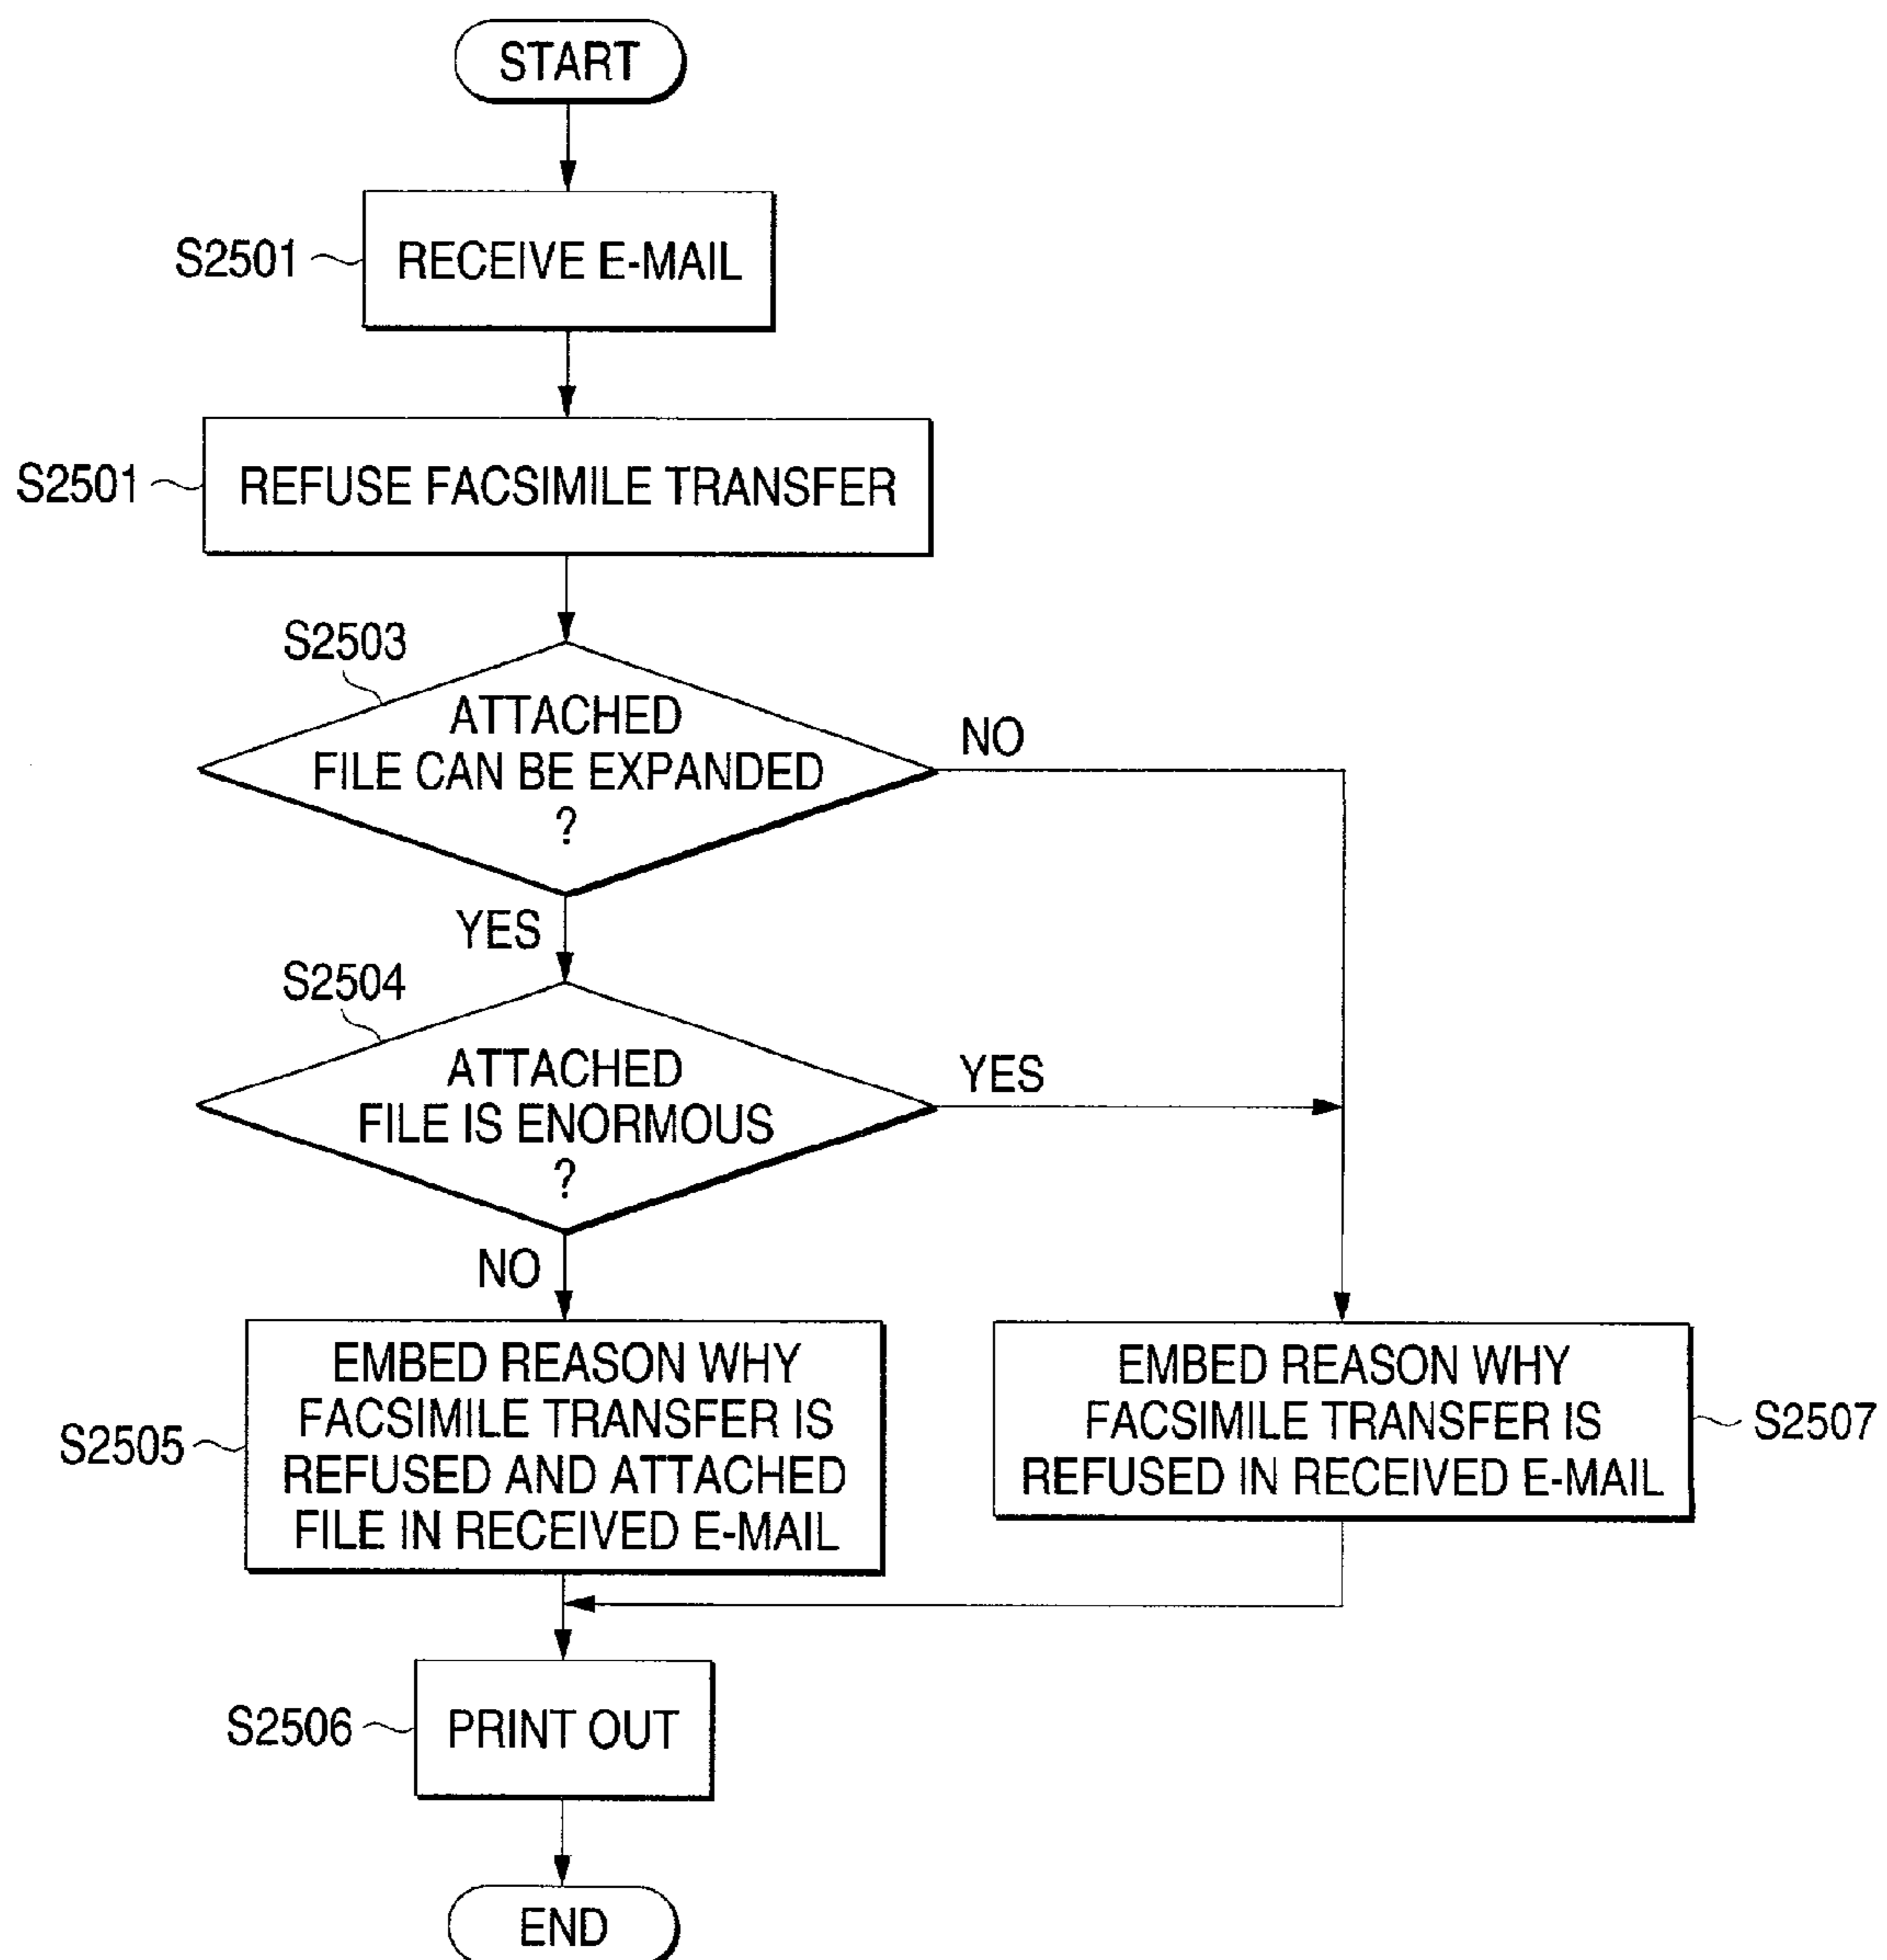 START
S2501
RECEIVE E-MAIL
S2501
REFUSE FACSIMILE TRANSFER
S2503
ATTACHED
FILE CAN BE EXPANDED
?
NO
YES
S2504
ATTACHED
FILE IS ENORMOUS
?
YES
NO
S2505
EMBED REASON WHY
FACSIMILE TRANSFER IS
REFUSED AND ATTACHED
FILE IN RECEIVED E-MAIL
EMBED REASON WHY
FACSIMILE TRANSFER IS
REFUSED IN RECEIVED E-MAIL
S2507
S2506
PRINT OUT
END